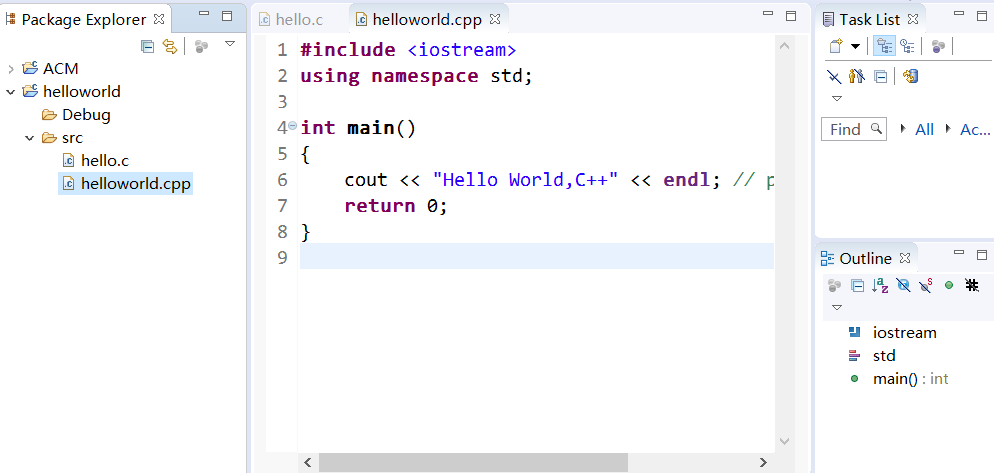 Package Explorer
ACM
helloworld
Debug
src
hello.c
helloworld.cpp
hello.c
helloworld.cpp
1 #include <iostream>
2 using namespace std;
3
4 int main()
5 {
6 cout << "Hello World,C++" << endl; // p
7 return 0;
8 }
9
Task List
Find All Ac...
Outline
iostream
std
main() : int